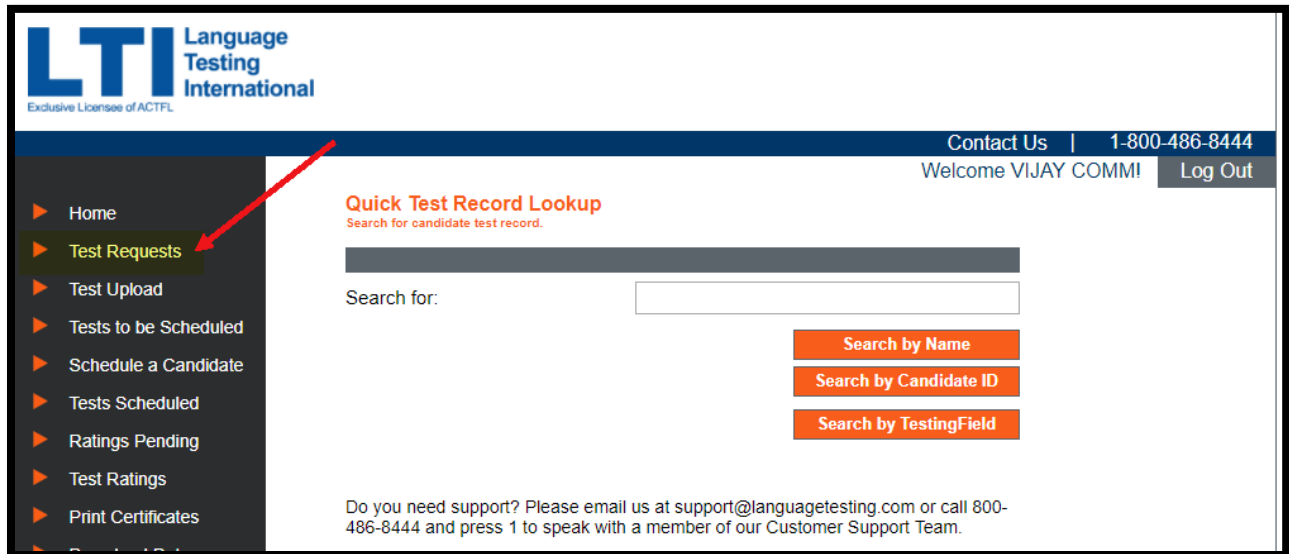 LTI Language
Testing
International
Exclusive Licensee of ACTFL
Contact Us | 1-800-486-8444
Welcome VIJAY COMM! Log Out
Home
Test Requests
Test Upload
Tests to be Scheduled
Schedule a Candidate
Tests Scheduled
Ratings Pending
Test Ratings
Print Certificates
Quick Test Record Lookup
Search for candidate test record.
Search for:
Search by Name
Search by Candidate ID
Search by TestingField
Do you need support? Please email us at support@languagetesting.com or call 800-
486-8444 and press 1 to speak with a member of our Customer Support Team.